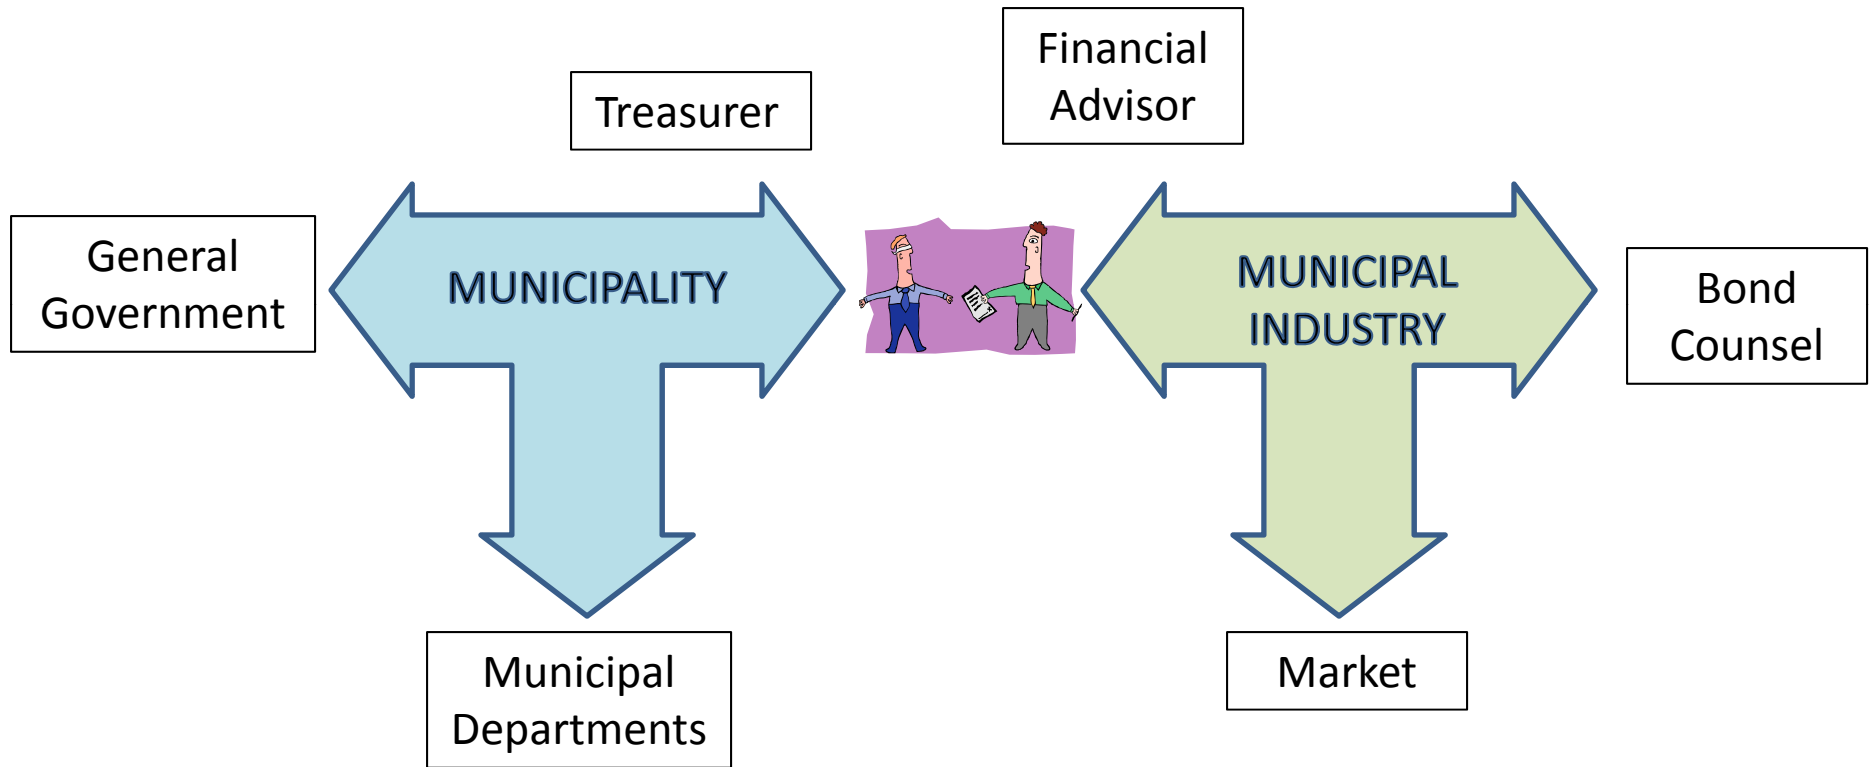 Financial
Advisor
Treasurer
General
Government
MUNICIPALITY
MUNICIPAL
INDUSTRY
Bond
Counsel
Municipal
Departments
Market